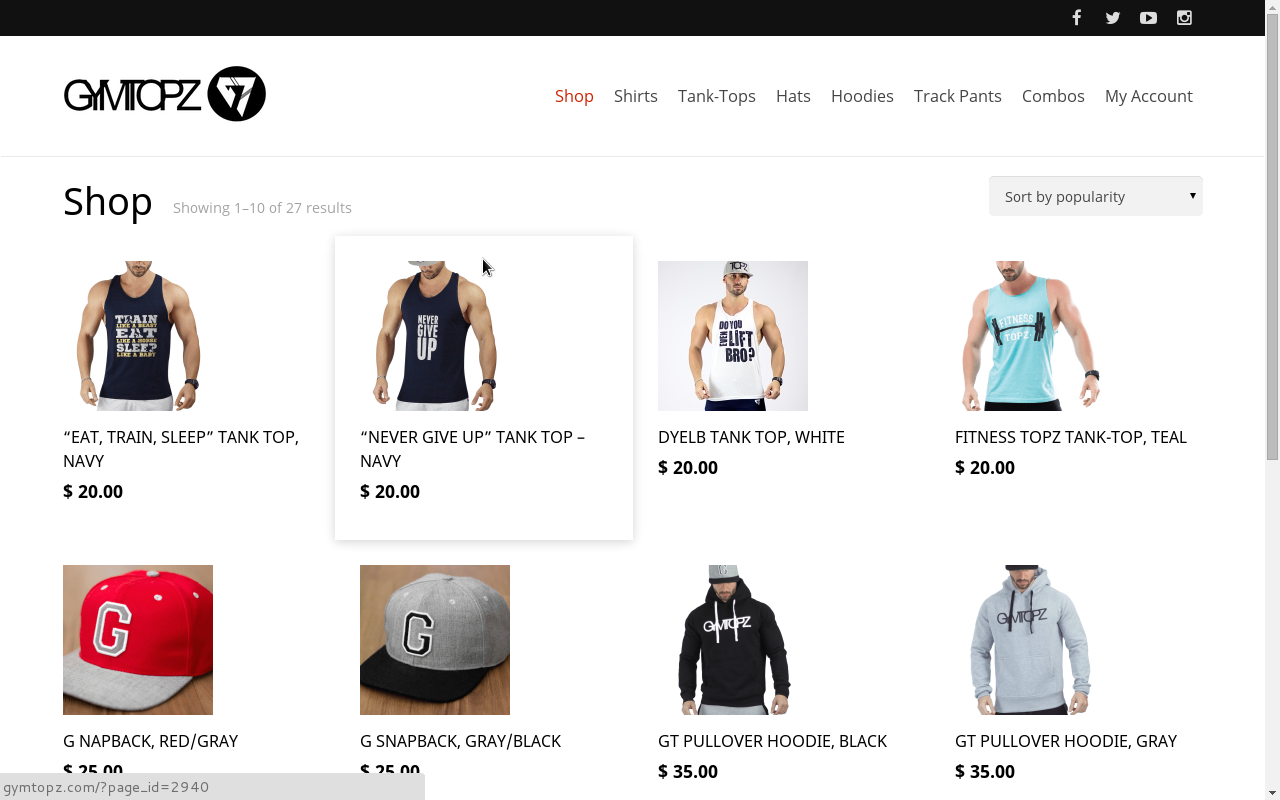 GYMTOPZ
Shop Shirts Tank-Tops Hats Hoodies Track Pants Combos My Account
Shop Showing 1–10 of 27 results
Sort by popularity
TRAIN
LIKE A BEAST
EAT
LIKE A HORSE
SLEEP
LIKE A BABY
NEVER
GIVE
UP
DO YOU
EVEN LIFT
BRO?
FITNESS
TOPZ
“EAT, TRAIN, SLEEP” TANK TOP,
NAVY
$ 20.00
“NEVER GIVE UP” TANK TOP –
NAVY
$ 20.00
DYELB TANK TOP, WHITE
$ 20.00
FITNESS TOPZ TANK-TOP, TEAL
$ 20.00
G
G
GYMTOPZ
GYMTOPZ
G NAPBACK, RED/GRAY
$ 25.00
G SNAPBACK, GRAY/BLACK
$ 25.00
GT PULLOVER HOODIE, BLACK
$ 35.00
GT PULLOVER HOODIE, GRAY
$ 35.00
gymtopz.com/?page_id=2940